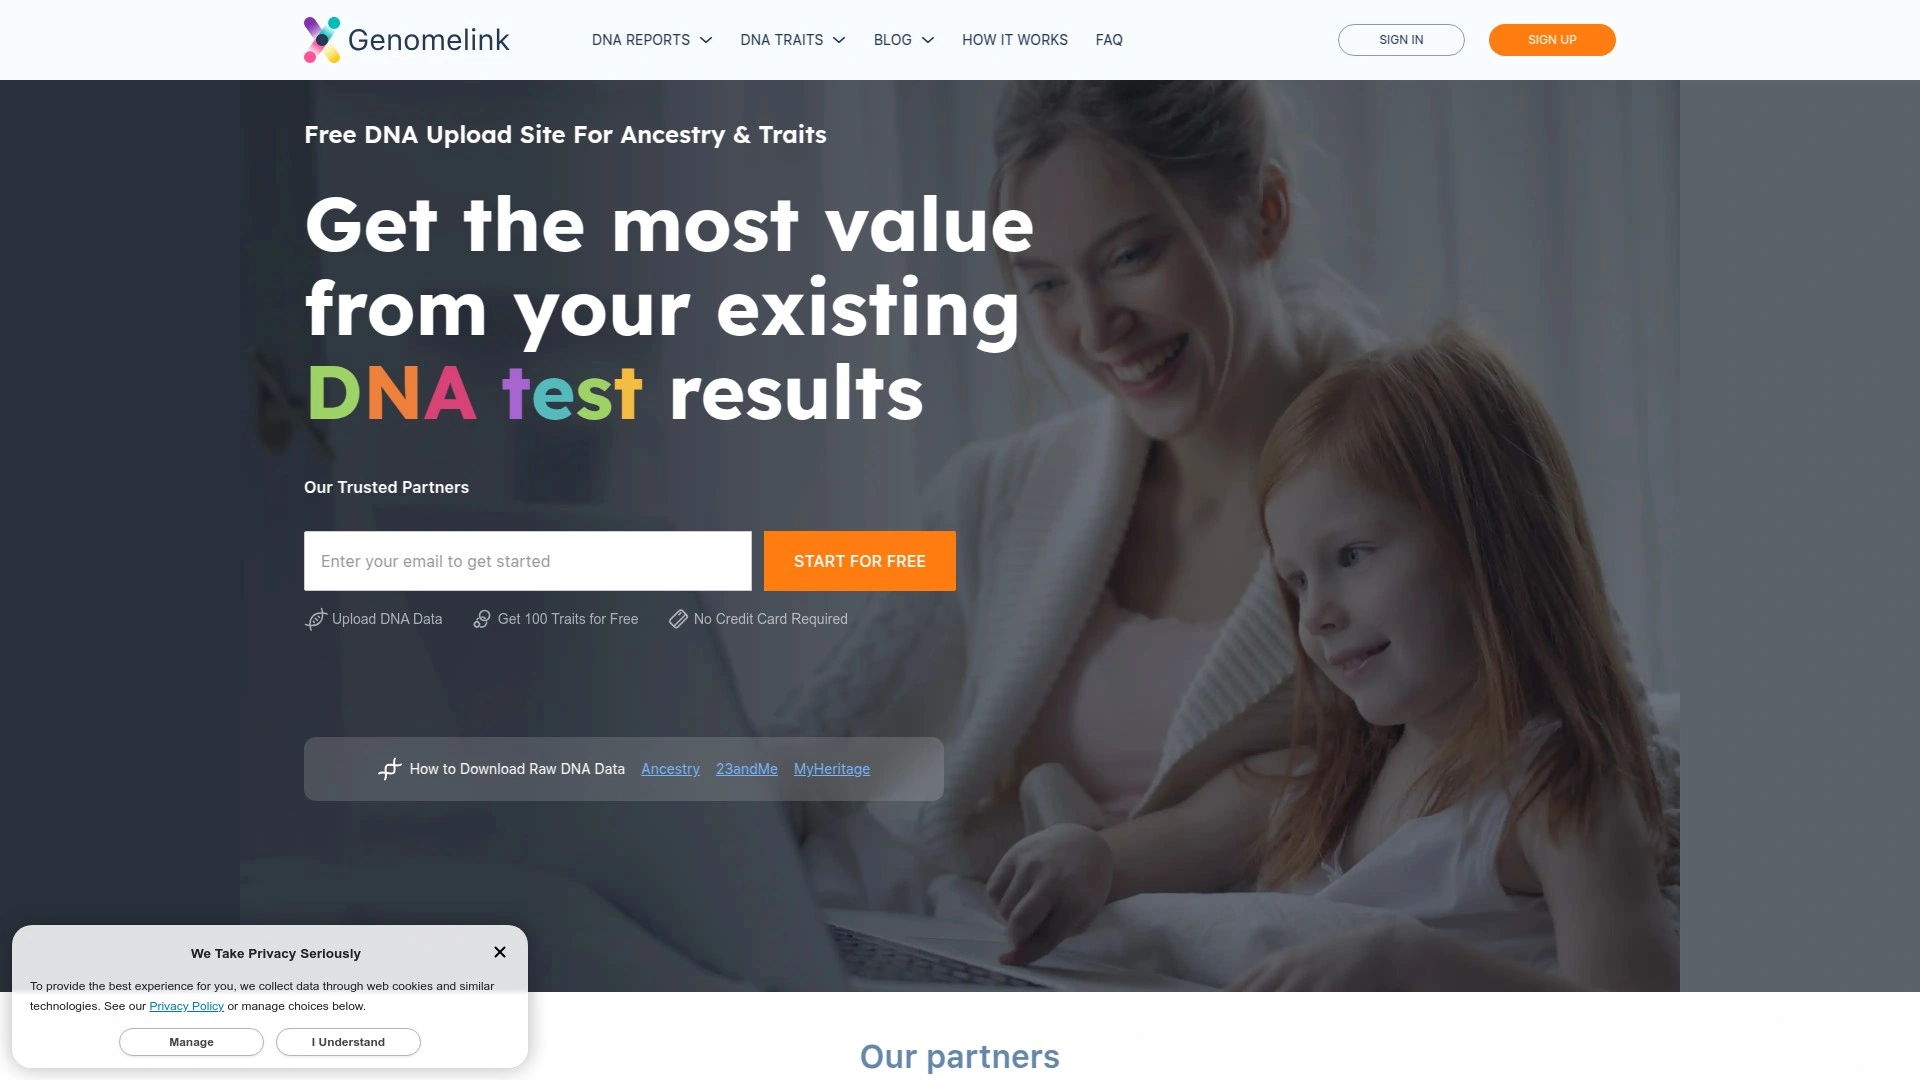 Genomelink
DNA REPORTS
DNA TRAITS
BLOG
HOW IT WORKS
FAQ
SIGN IN
SIGN UP
Free DNA Upload Site For Ancestry & Traits
Get the most value
from your existing
DNA test results
Our Trusted Partners
Enter your email to get started
START FOR FREE
Upload DNA Data
Get 100 Traits for Free
No Credit Card Required
How to Download Raw DNA Data Ancestry 23andMe MyHeritage
We Take Privacy Seriously
To provide the best experience for you, we collect data through web cookies and similar
technologies. See our Privacy Policy or manage choices below.
Manage
I Understand
Our partners